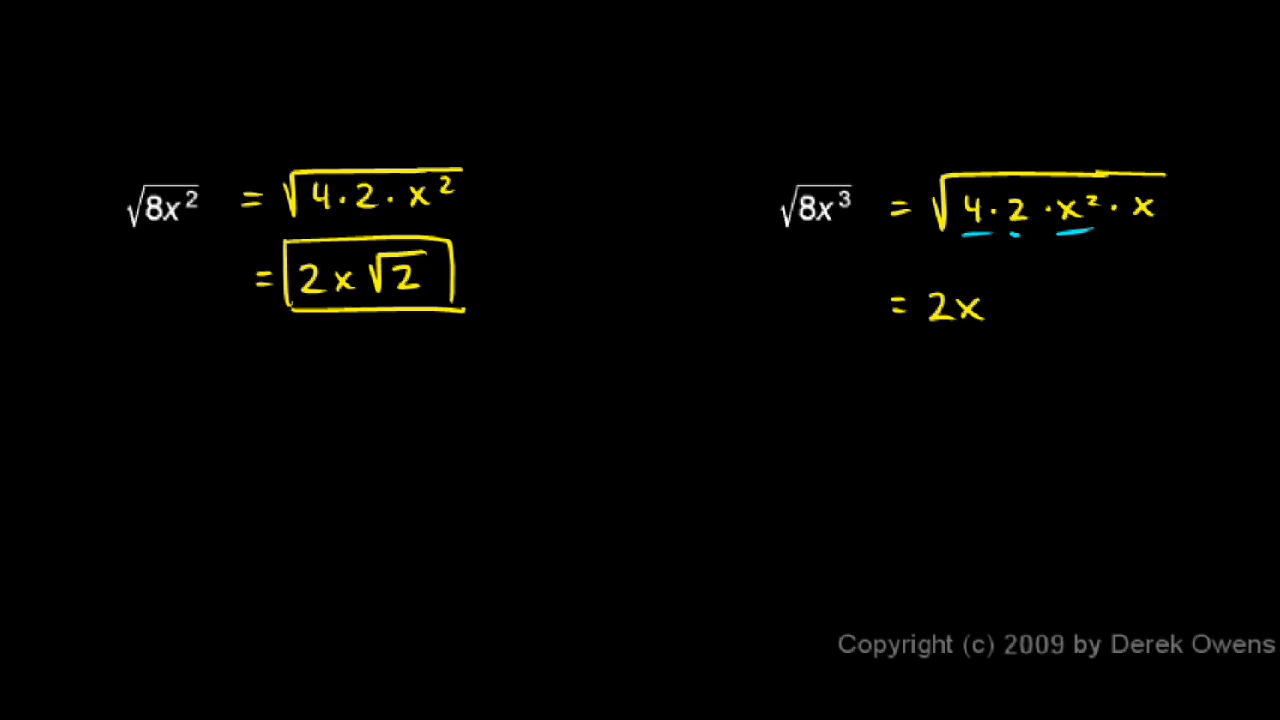 √8x² = √4·2·x²
= 2x√2
√8x³ = √4·2·x²·x
= 2x
Copyright (c) 2009 by Derek Owens